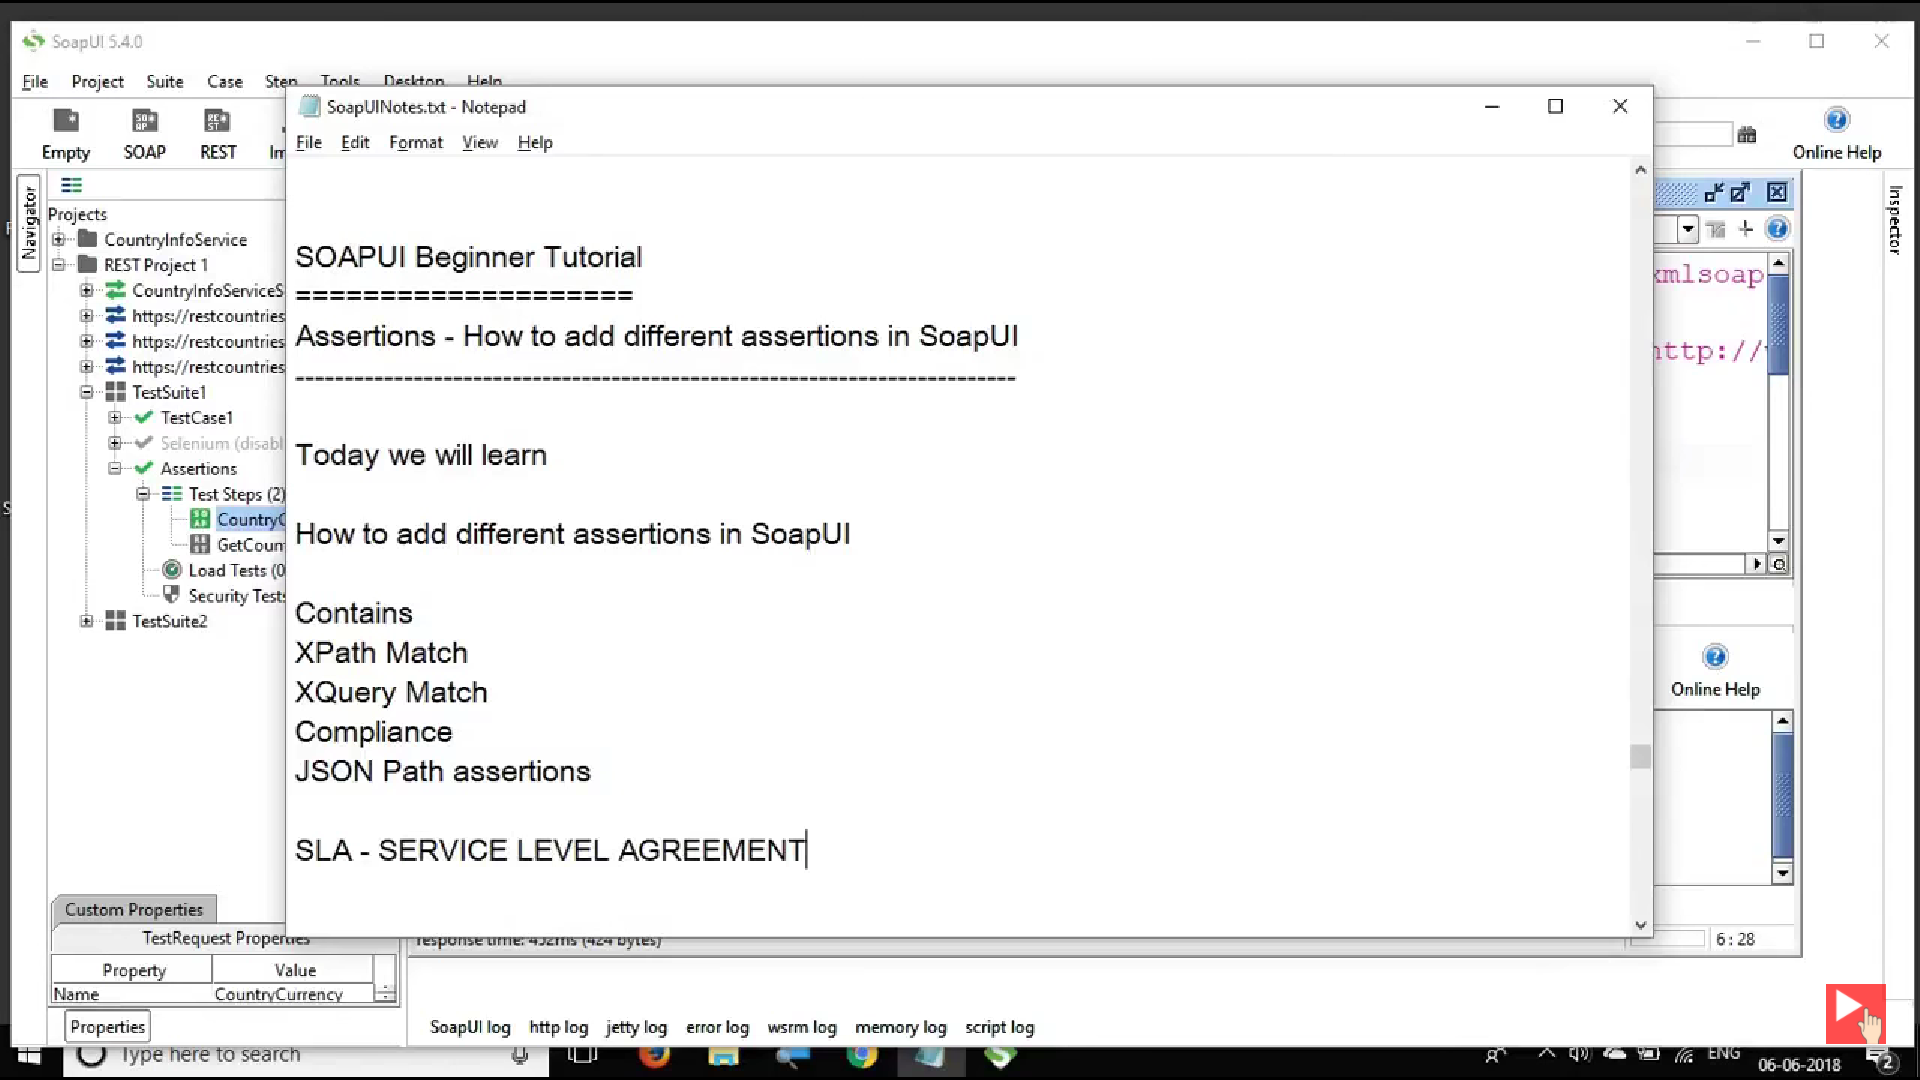 SoapUI 5.4.0
File Project Suite Case Step Tools Desktop Help
Empty SOAP REST
Online Help
SoapUINotes.txt - Notepad
File Edit Format View Help
Navigator
Inspector
Projects
CountryInfoService
REST Project 1
CountryInfoServiceS
https://restcountries
https://restcountries
https://restcountries
TestSuite1
TestCase1
Selenium (disabl
Assertions
Test Steps (2)
CountryC
GetCoun
Load Tests (0
Security Tests
TestSuite2
SOAPUI Beginner Tutorial
====================
Assertions - How to add different assertions in SoapUI
--------------------------------------------------------------------------
Today we will learn
How to add different assertions in SoapUI
Contains
XPath Match
XQuery Match
Compliance
JSON Path assertions
SLA - SERVICE LEVEL AGREEMENT
xmlsoap
http://
Online Help
Custom Properties
TestRequest Properties
Property Value
Name CountryCurrency
Properties
response time: 452ms (424 bytes)
6 : 28
SoapUI log http log jetty log error log wsrm log memory log script log
Type here to search
ENG
06-06-2018
2